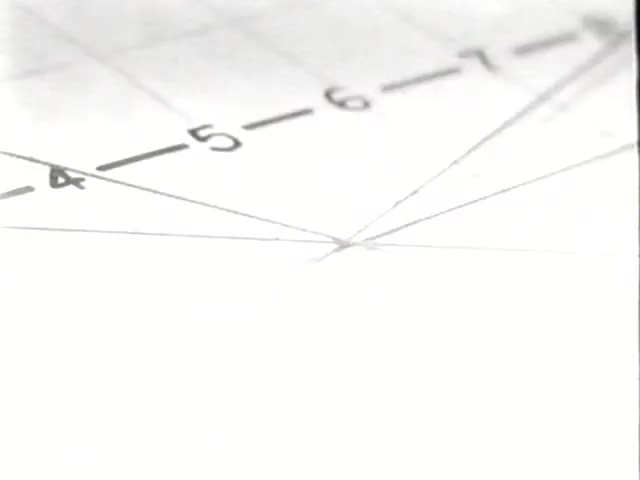 4 — 5 — 6 — 7 —